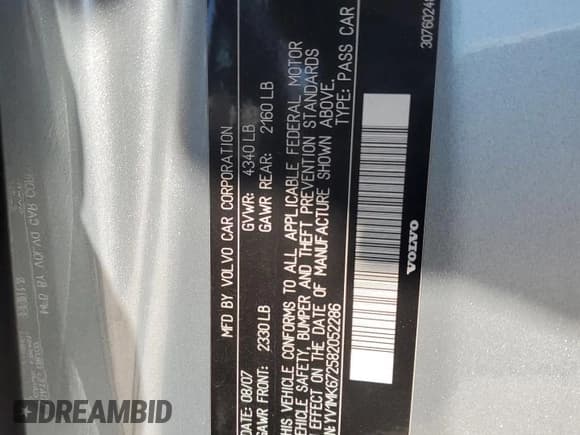 MFD BY VOLVO CAR CORPORATION
DATE: 08/07 GVWR: 4340 LB
GAWR FRONT: 2330 LB GAWR REAR: 2160 LB
THIS VEHICLE CONFORMS TO ALL APPLICABLE FEDERAL MOTOR
VEHICLE SAFETY, BUMPER AND THEFT PREVENTION STANDARDS
EFFECT ON THE DATE OF MANUFACTURE SHOWN ABOVE.
YV1MK672582052286 TYPE: PASS CAR
VOLVO
DREAMBID